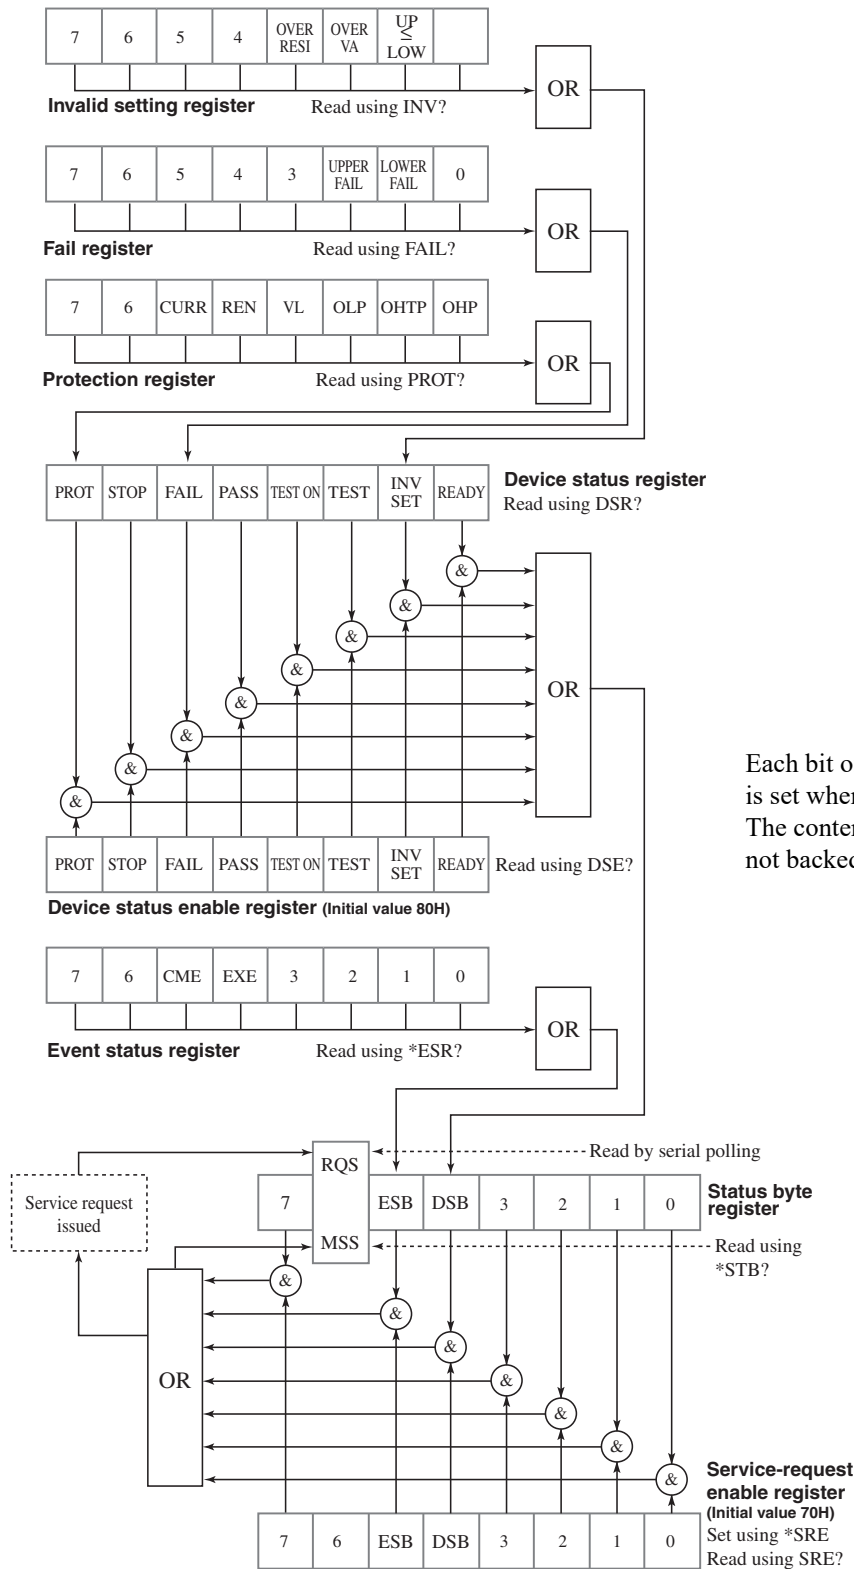 7 6 5 4 OVER RESI OVER VA UP ≤ LOW
OR
Invalid setting register Read using INV?
7 6 5 4 3 UPPER FAIL LOWER FAIL 0
OR
Fail register Read using FAIL?
7 6 CURR REN VL OLP OHTP OHP
OR
Protection register Read using PROT?
PROT STOP FAIL PASS TEST ON TEST INV SET READY
Device status register
Read using DSR?
&
&
&
&
&
&
&
&
OR
Each bit o
is set when
The conten
not backed
PROT STOP FAIL PASS TEST ON TEST INV SET READY Read using DSE?
Device status enable register (Initial value 80H)
7 6 CME EXE 3 2 1 0
OR
Event status register Read using *ESR?
RQS
Read by serial polling
Service request
issued
7 ESB DSB 3 2 1 0
Status byte
register
MSS
Read using
*STB?
&
&
&
&
&
&
&
OR
Service-request
enable register
(Initial value 70H)
7 6 ESB DSB 3 2 1 0
Set using *SRE
Read using SRE?